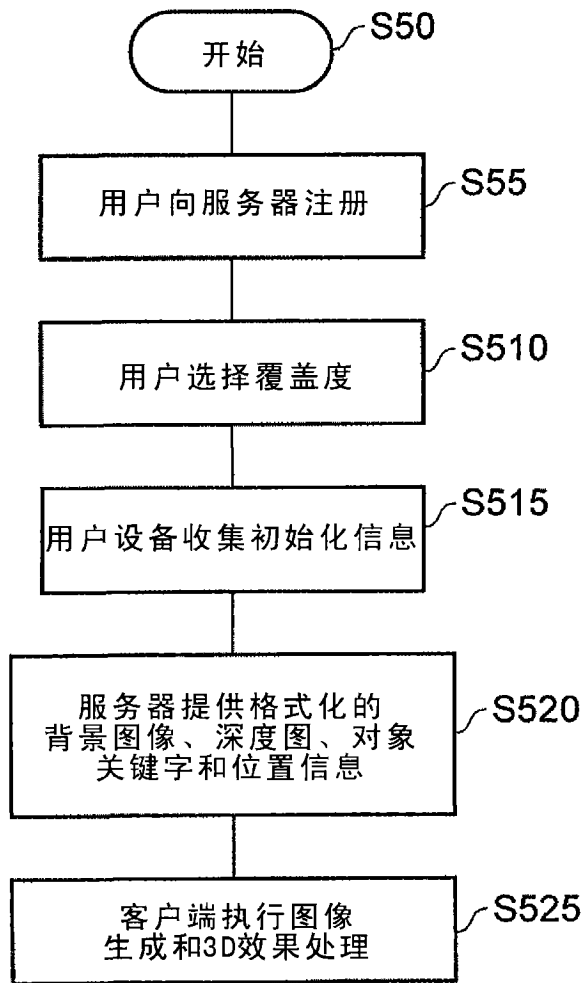 开始
S50
用户向服务器注册
S55
用户选择覆盖度
S510
用户设备收集初始化信息
S515
服务器提供格式化的
背景图像、深度图、对象
关键字和位置信息
S520
客户端执行图像
生成和3D效果处理
S525